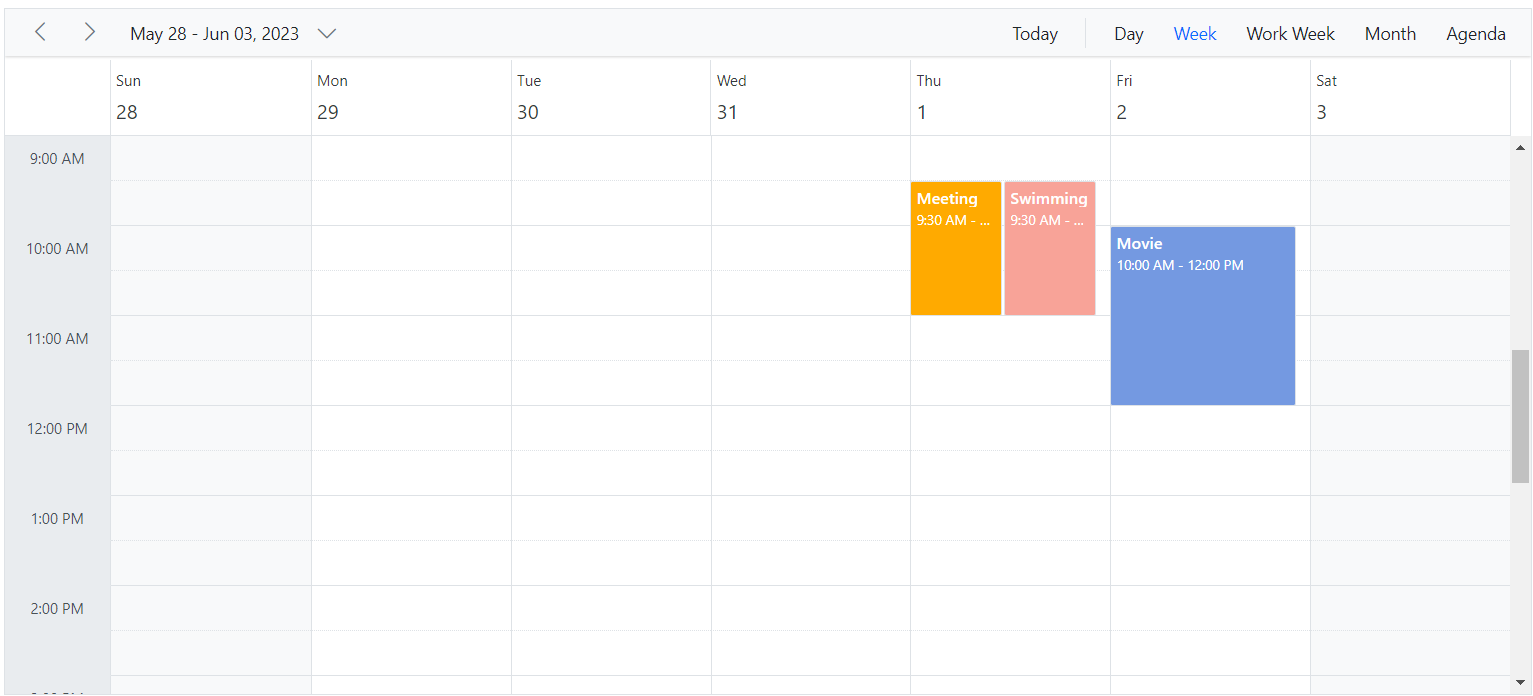 May 28 - Jun 03, 2023 Today Day Week Work Week Month Agenda
Sun Mon Tue Wed Thu Fri Sat
28 29 30 31 1 2 3
9:00 AM
Meeting Swimming
9:30 AM - ... 9:30 AM - ...
Movie
10:00 AM
10:00 AM - 12:00 PM
11:00 AM
12:00 PM
1:00 PM
2:00 PM